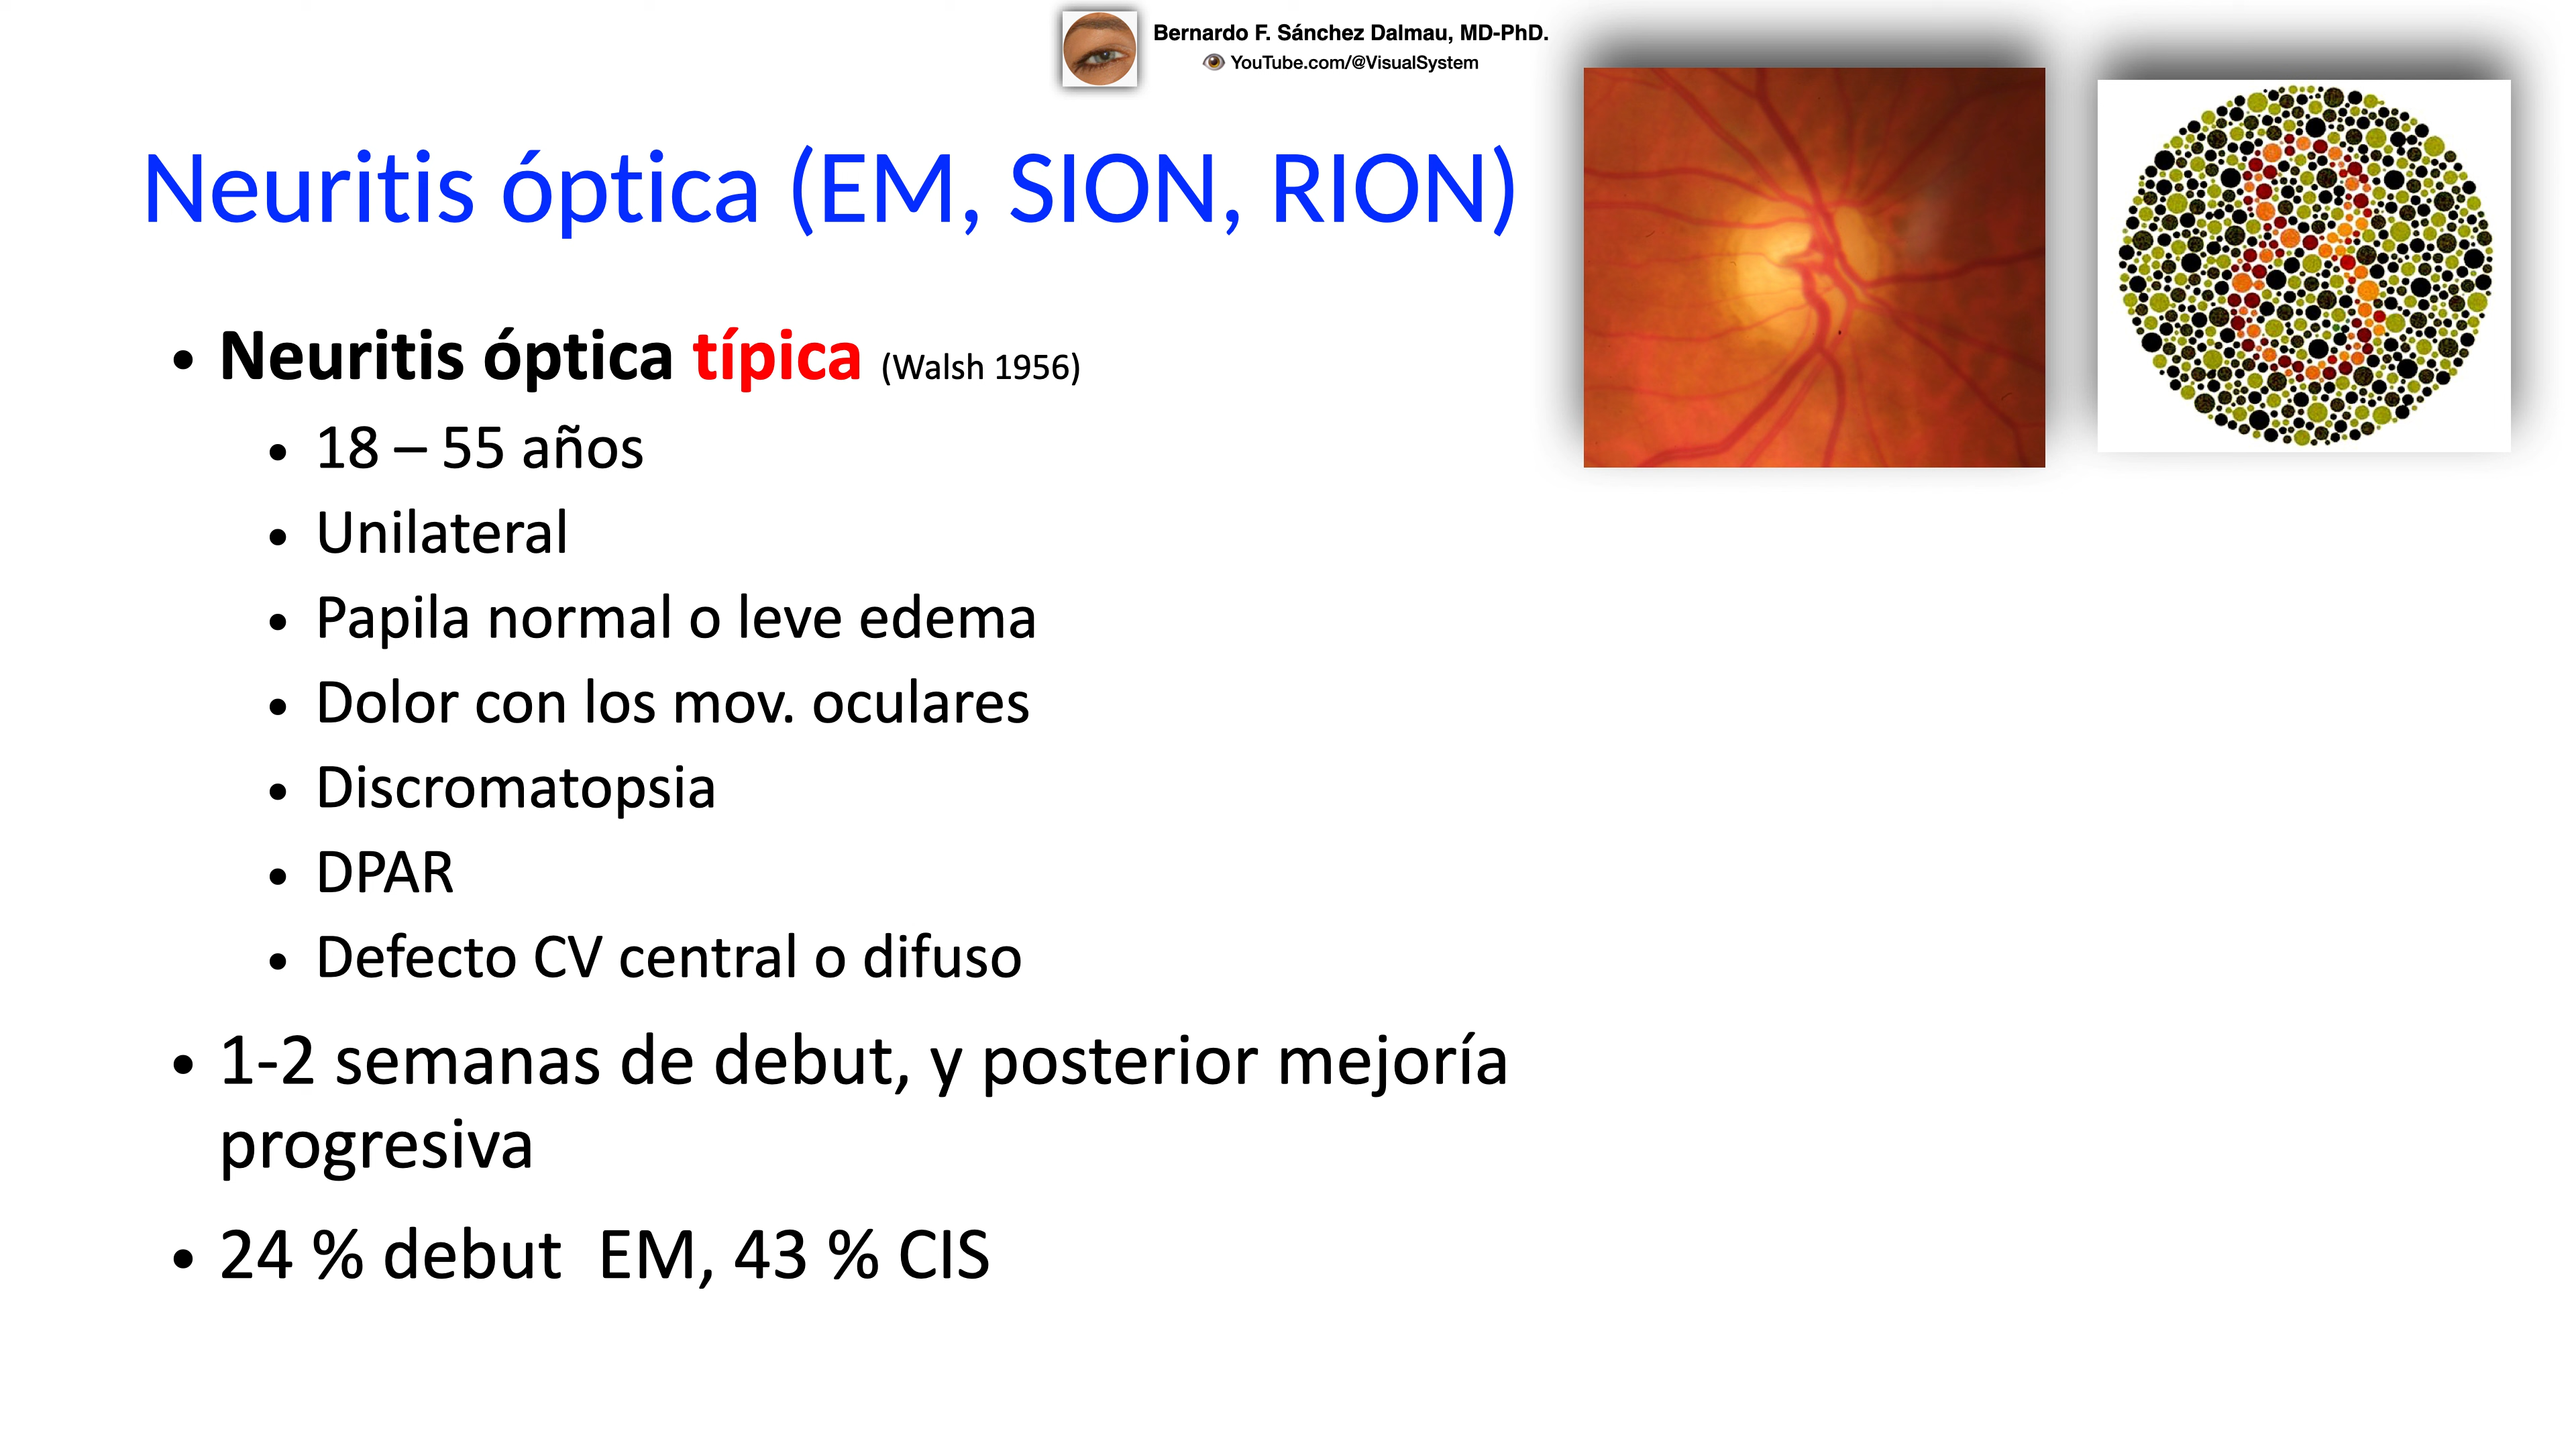 Bernardo F. Sánchez Dalmau, MD-PhD.
YouTube.com/@VisualSystem
Neuritis óptica (EM, SION, RION)
• Neuritis óptica típica (Walsh 1956)
• 18 – 55 años
• Unilateral
• Papila normal o leve edema
• Dolor con los mov. oculares
• Discromatopsia
• DPAR
• Defecto CV central o difuso
• 1-2 semanas de debut, y posterior mejoría
progresiva
• 24 % debut EM, 43 % CIS